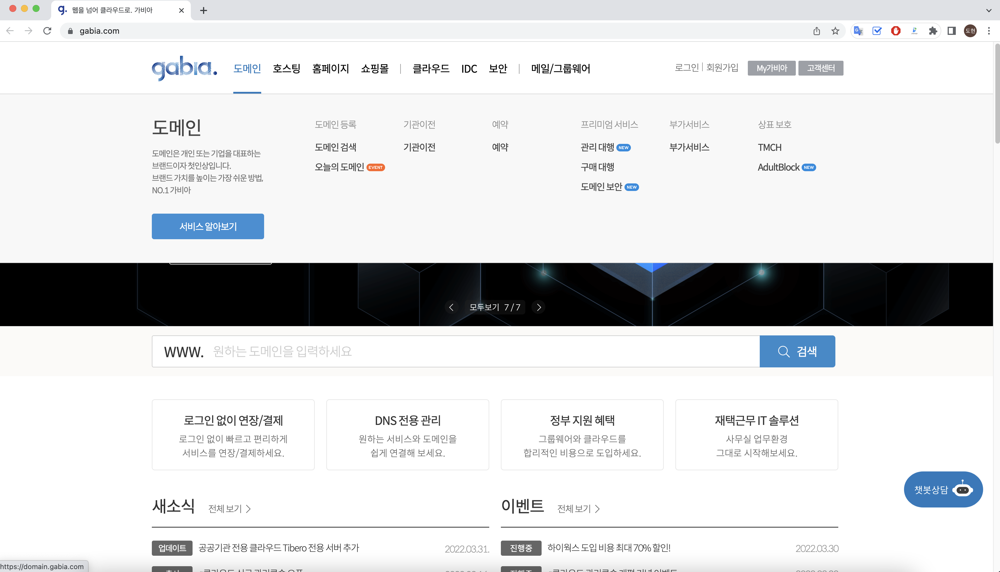 웹을 넘어 클라우드로. 가비아
gabia.com
도현
gabia.
도메인 호스팅 홈페이지 쇼핑몰 | 클라우드 IDC 보안 | 메일/그룹웨어
로그인 | 회원가입 My가비아 고객센터
도메인
도메인은 개인 또는 기업을 대표하는
브랜드이자 첫인상입니다.
브랜드 가치를 높이는 가장 쉬운 방법,
NO.1 가비아
서비스 알아보기
도메인 등록
도메인 검색
오늘의 도메인 EVENT
기관이전
기관이전
예약
예약
프리미엄 서비스
관리 대행 NEW
구매 대행
도메인 보안 NEW
부가서비스
부가서비스
상표 보호
TMCH
AdultBlock NEW
모두보기 7 / 7
WWW. 원하는 도메인을 입력하세요
검색
로그인 없이 연장/결제
로그인 없이 빠르고 편리하게
서비스를 연장/결제하세요.
DNS 전용 관리
원하는 서비스와 도메인을
쉽게 연결해 보세요.
정부 지원 혜택
그룹웨어와 클라우드를
합리적인 비용으로 도입하세요.
재택근무 IT 솔루션
사무실 업무환경
그대로 시작해보세요.
챗봇상담
새소식 전체 보기
업데이트 공공기관 전용 클라우드 Tibero 전용 서버 추가 2022.03.31.
이벤트 전체 보기
진행중 하이웍스 도입 비용 최대 70% 할인! 2022.03.30
https://domain.gabia.com